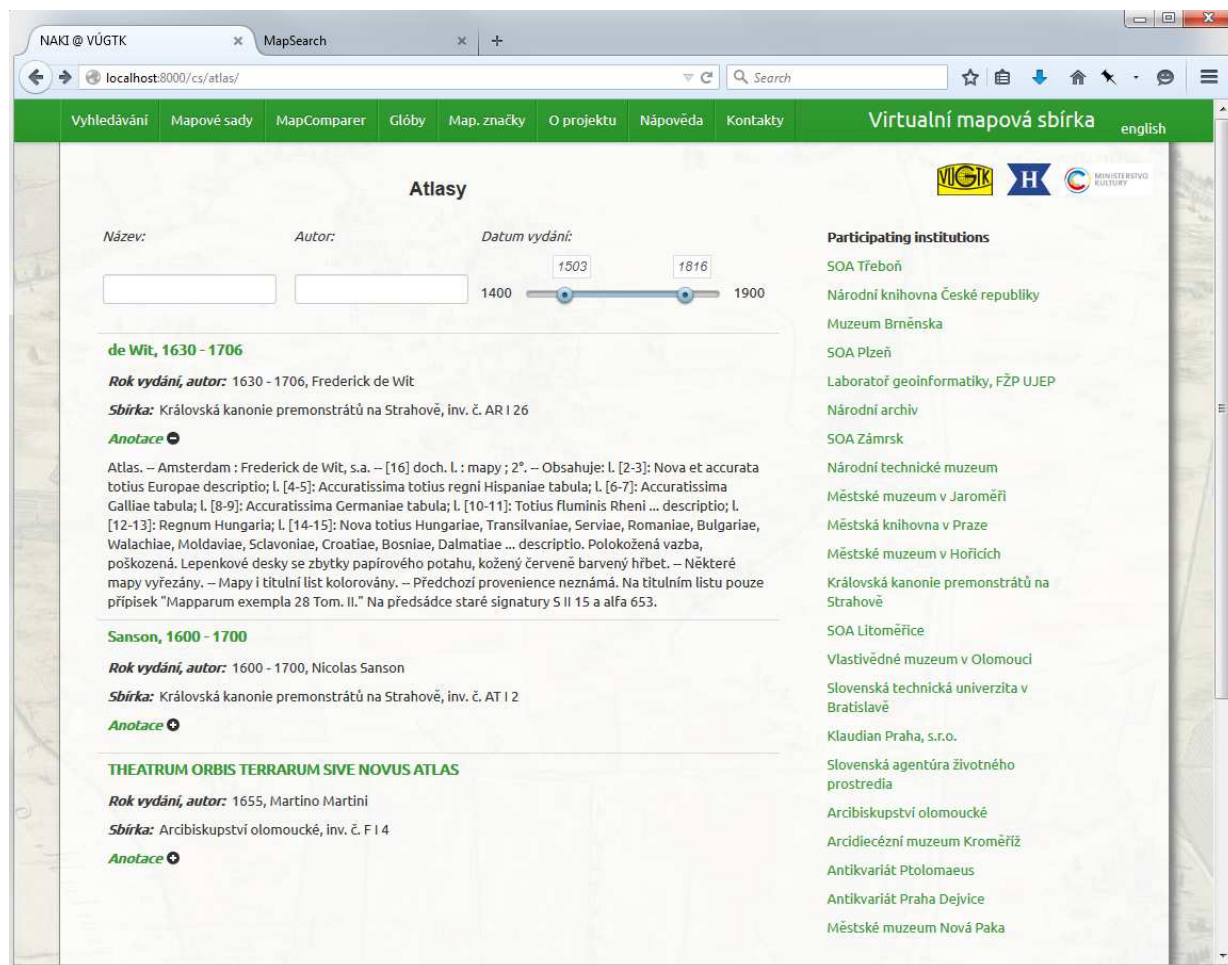 NAKI @ VÚGTK
MapSearch
localhost:8000/cs/atlas/
Search
Vyhledávání Mapové sady MapComparer Glóby Map. značky O projektu Nápověda Kontakty
Virtualní mapová sbírka
english
VÚGTK
H
MINISTERSTVO
KULTURY
Atlasy
Název: Autor: Datum vydání:
1503 1816
1400 1900
de Wit, 1630 - 1706
Rok vydání, autor: 1630 - 1706, Frederick de Wit
Sbírka: Královská kanonie premonstrátů na Strahově, inv. č. AR I 26
Anotace
Atlas. -- Amsterdam : Frederick de Wit, s.a. -- [16] doch. l. : mapy ; 2°. -- Obsahuje: l. [2-3]: Nova et accurata
totius Europae descriptio; l. [4-5]: Accuratissima totius regni Hispaniae tabula; l. [6-7]: Accuratissima
Galliae tabula; l. [8-9]: Accuratissima Germaniae tabula; l. [10-11]: Totius fluminis Rheni ... descriptio; l.
[12-13]: Regnum Hungaria; l. [14-15]: Nova totius Hungariae, Transilvaniae, Serviae, Romaniae, Bulgariae,
Walachiae, Moldaviae, Sclavoniae, Croatiae, Bosniae, Dalmatiae ... descriptio. Polokožená vazba,
poškozená. Lepenkové desky se zbytky papírového potahu, kožený červeně barvený hřbet. -- Některé
mapy vyřezány. -- Mapy i titulní list kolorovány. -- Předchozí provenience neznámá. Na titulním listu pouze
přípisek "Mapparum exempla 28 Tom. II." Na předsádce staré signatury S II 15 a alfa 653.
Sanson, 1600 - 1700
Rok vydání, autor: 1600 - 1700, Nicolas Sanson
Sbírka: Královská kanonie premonstrátů na Strahově, inv. č. AT I 2
Anotace
THEATRUM ORBIS TERRARUM SIVE NOVUS ATLAS
Rok vydání, autor: 1655, Martino Martini
Sbírka: Arcibiskupství olomoucké, inv. č. F I 4
Anotace
Participating institutions
SOA Třeboň
Národní knihovna České republiky
Muzeum Brněnska
SOA Plzeň
Laboratoř geoinformatiky, FŽP UJEP
Národní archiv
SOA Zámrsk
Národní technické muzeum
Městské muzeum v Jaroměři
Městská knihovna v Praze
Městské muzeum v Hořicích
Královská kanonie premonstrátů na
Strahově
SOA Litoměřice
Vlastivědné muzeum v Olomouci
Slovenská technická univerzita v
Bratislavě
Klaudian Praha, s.r.o.
Slovenská agentúra životného
prostredia
Arcibiskupství olomoucké
Arcidiecézní muzeum Kroměříž
Antikvariát Ptolomaeus
Antikvariát Praha Dejvice
Městské muzeum Nová Paka